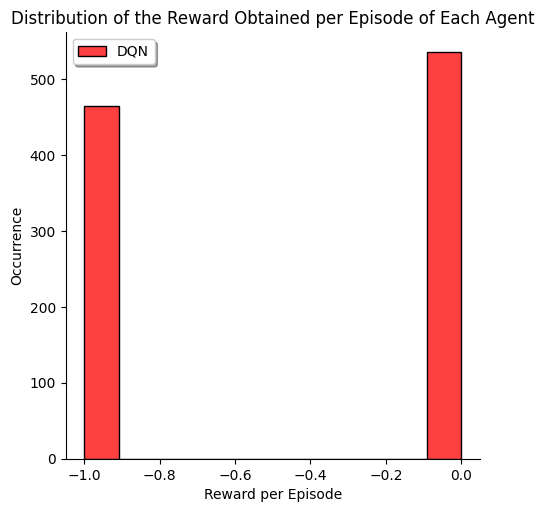 Distribution of the Reward Obtained per Episode of Each Agent
DQN
500
400
300
200
100
0
Occurrence
−1.0 −0.8 −0.6 −0.4 −0.2 0.0
Reward per Episode